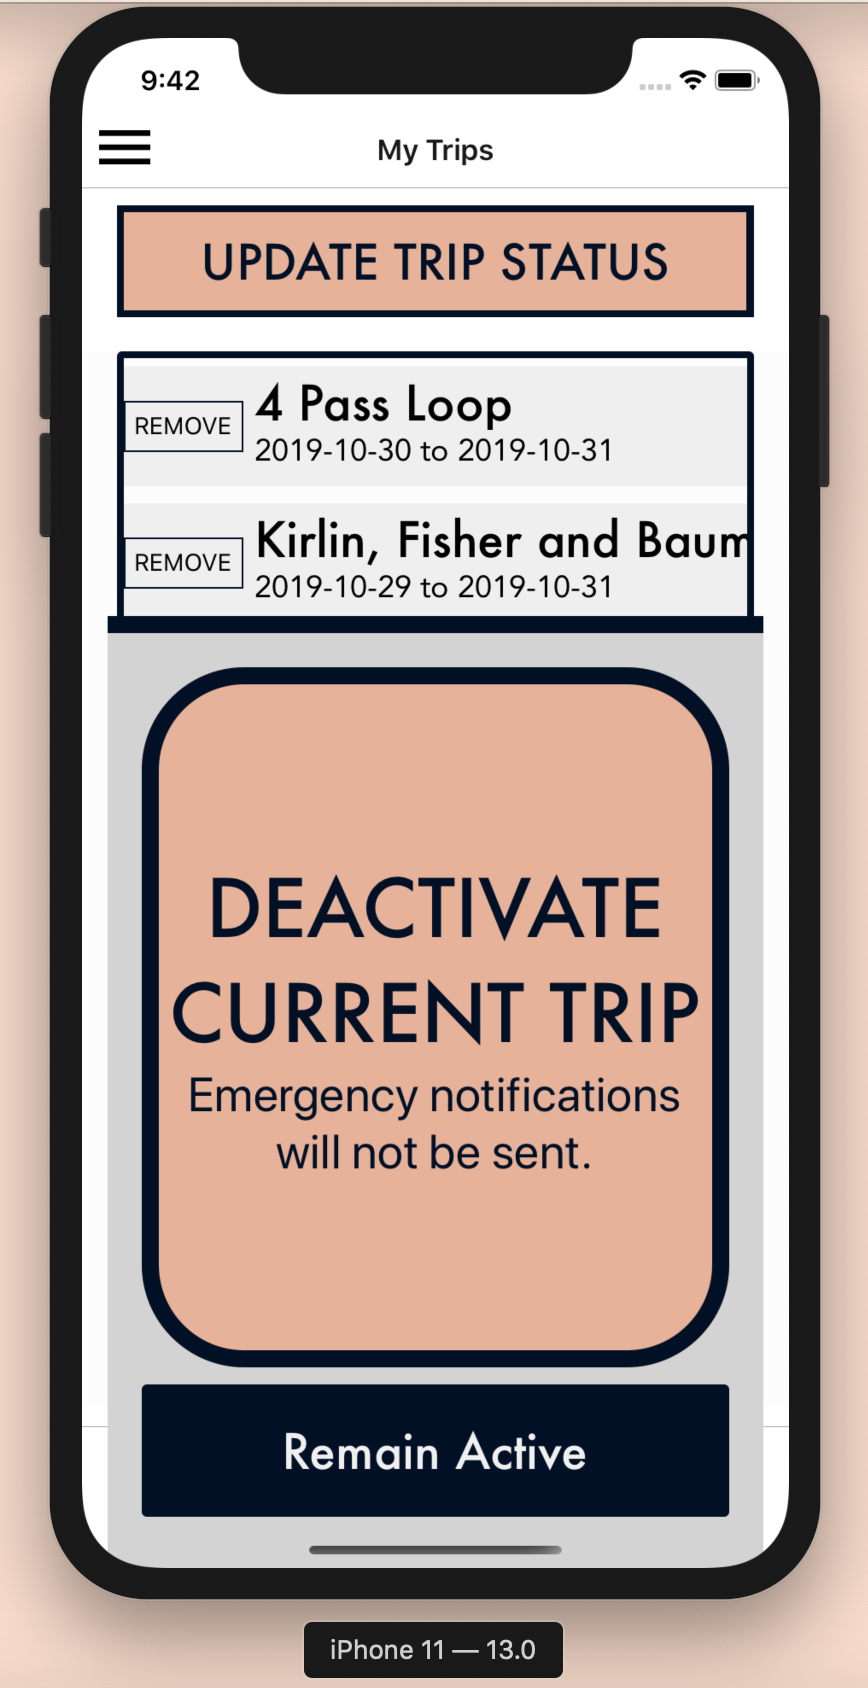 9:42
My Trips
UPDATE TRIP STATUS
REMOVE
4 Pass Loop
2019-10-30 to 2019-10-31
REMOVE
Kirlin, Fisher and Baum
2019-10-29 to 2019-10-31
DEACTIVATE
CURRENT TRIP
Emergency notifications
will not be sent.
Remain Active
iPhone 11 — 13.0